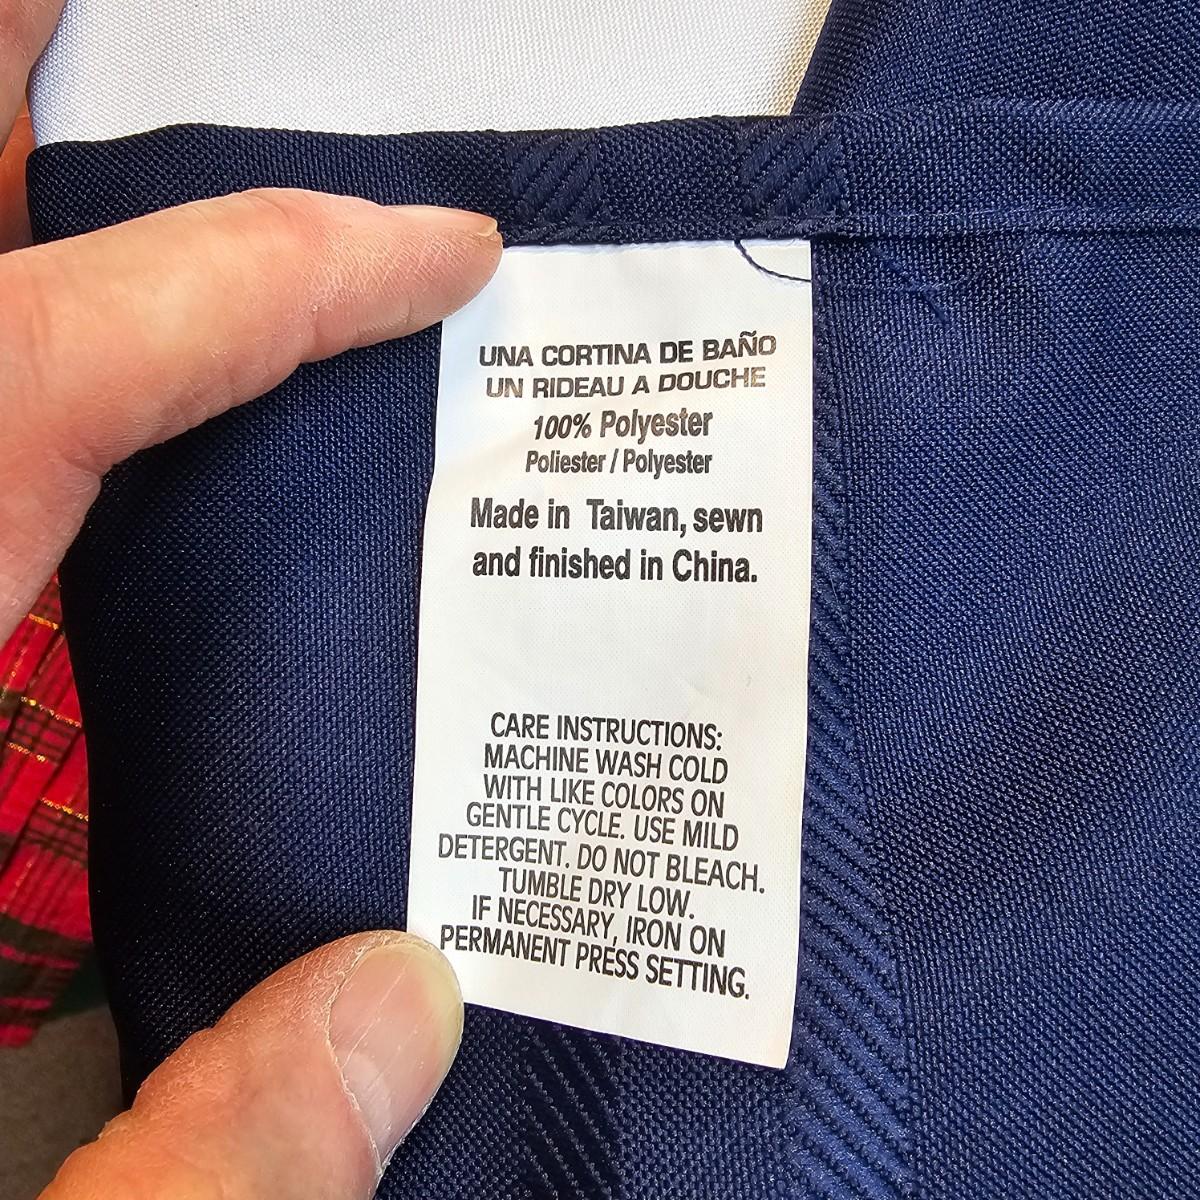 UNA CORTINA DE BAÑO
UN RIDEAU A DOUCHE
100% Polyester
Poliester / Polyester
Made in Taiwan, sewn
and finished in China.
CARE INSTRUCTIONS:
MACHINE WASH COLD
WITH LIKE COLORS ON
GENTLE CYCLE. USE MILD
DETERGENT. DO NOT BLEACH.
TUMBLE DRY LOW.
IF NECESSARY, IRON ON
PERMANENT PRESS SETTING.